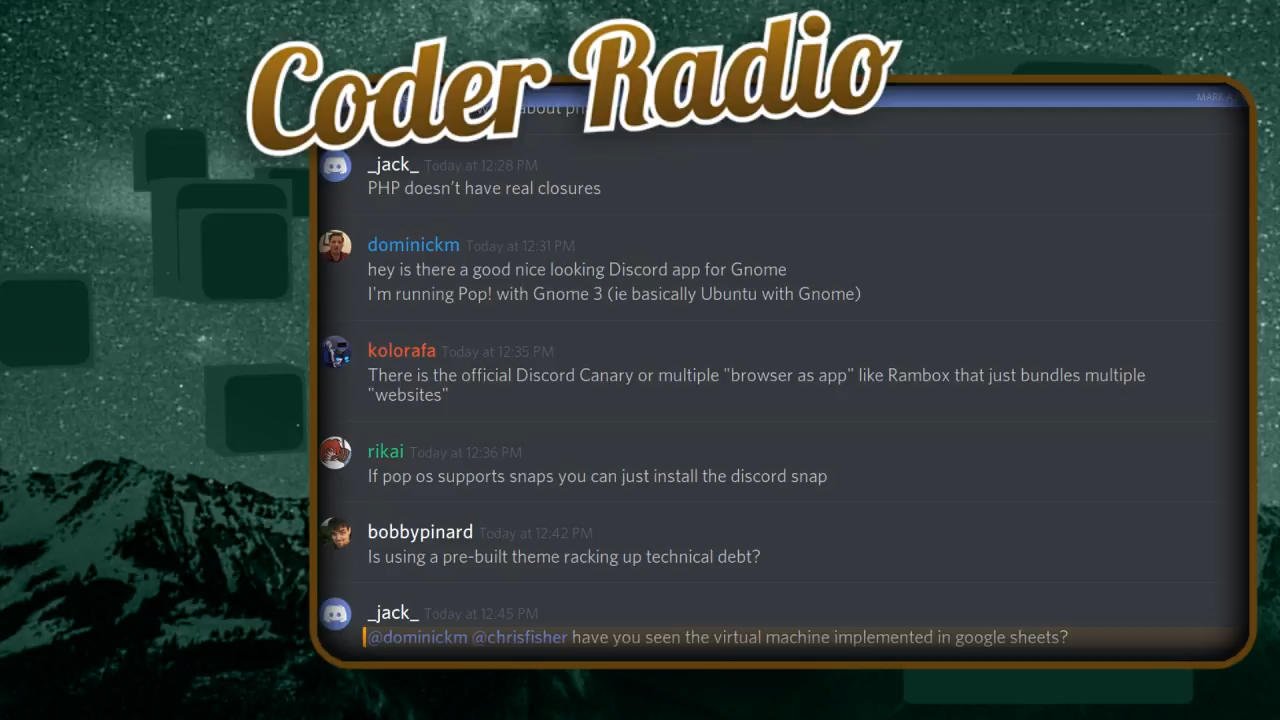 Coder Radio
about ph
MARK A
_jack_ Today at 12:28 PM
PHP doesn't have real closures
dominickm Today at 12:31 PM
hey is there a good nice looking Discord app for Gnome
I'm running Pop! with Gnome 3 (ie basically Ubuntu with Gnome)
kolorafa Today at 12:35 PM
There is the official Discord Canary or multiple "browser as app" like Rambox that just bundles multiple
"websites"
rikai Today at 12:36 PM
If pop os supports snaps you can just install the discord snap
bobbypinard Today at 12:42 PM
Is using a pre-built theme racking up technical debt?
_jack_ Today at 12:45 PM
@dominickm @chrisfisher have you seen the virtual machine implemented in google sheets?